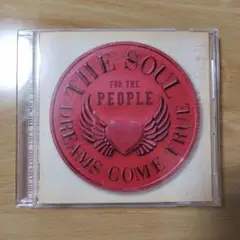 THE SOUL
FOR THE
PEOPLE
DREAMS COME TRUE